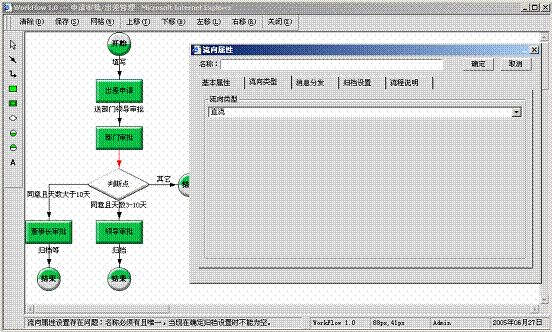 WorkFlow 1.0 -- 申请审批/出差管理 - Microsoft Internet Explorer
清除(D) 保存(S) 网格(N) 上移(T) 下移(B) 左移(L) 右移(R) 关闭(E)
开始
填写
出差申请
送部门领导审批
部门审批
判断点
其它
结束
同意且天数大于10天
同意且天数3-10天
董事长审批
领导审批
归档等
归档
结束
结束
A
流向属性
名称:
确定
取消
基本属性 流向类型 消息分发 归档设置 流程说明
流向类型
直流
流向属性设置存在问题:名称必须有且唯一,当现在确定归档设置时不能为空。
WorkFlow 1.0
88px,41px
Admin
2005年06月27日